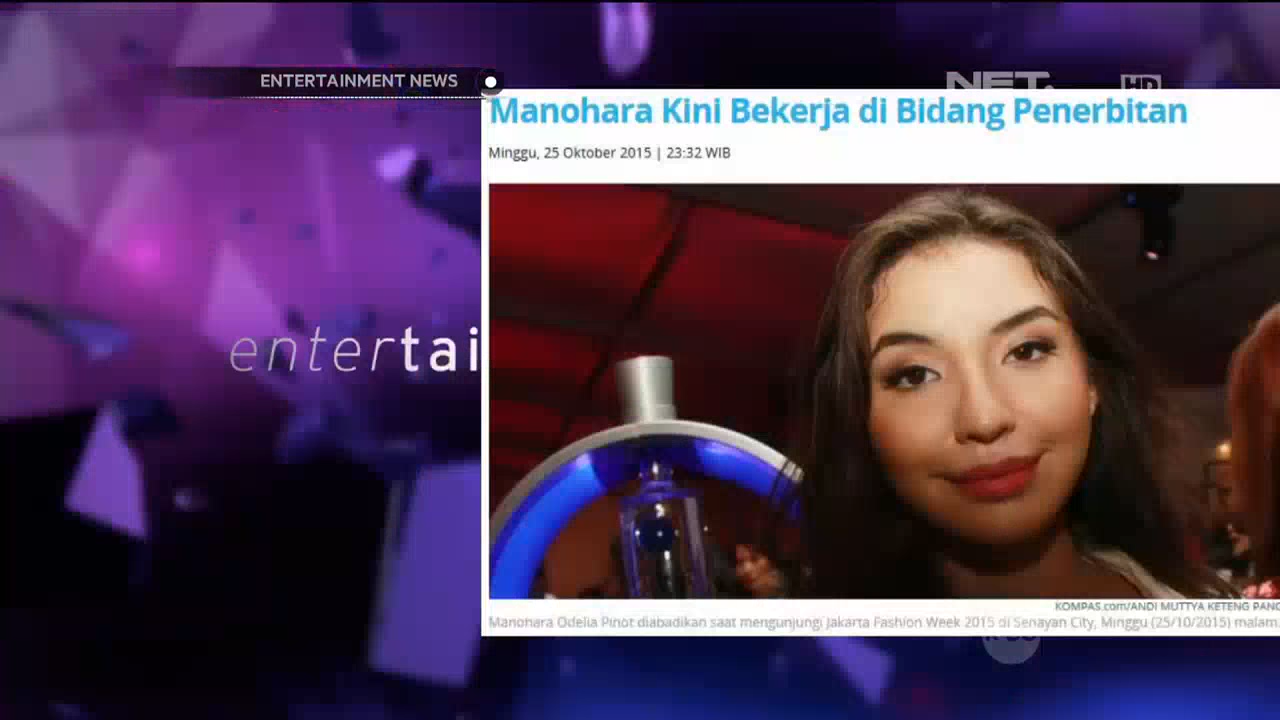 ENTERTAINMENT NEWS
NET.
HD
Manohara Kini Bekerja di Bidang Penerbitan
Minggu, 25 Oktober 2015 | 23:32 WIB
entertai
KOMPAS.com/ANDI MUTTYA KETENG PANG
Manohara Odelia Pinot diabadikan saat mengunjungi Jakarta Fashion Week 2015 di Senayan City, Minggu (25/10/2015) malam.